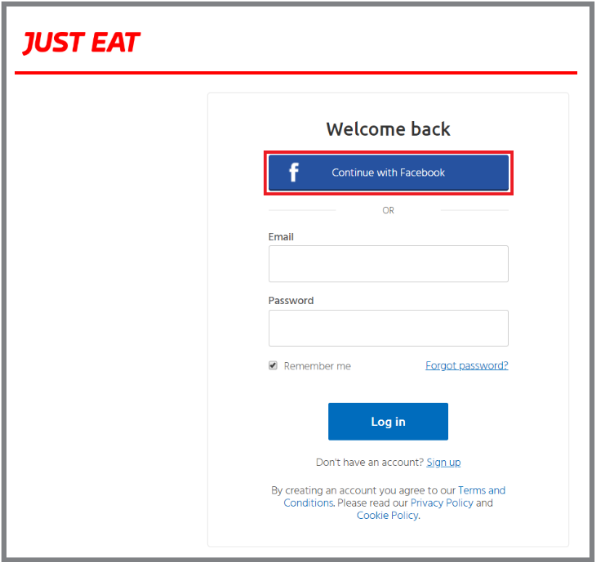 JUST EAT
Welcome back
f Continue with Facebook
OR
Email
Password
Remember me Forgot password?
Log in
Don't have an account? Sign up
By creating an account you agree to our Terms and
Conditions. Please read our Privacy Policy and
Cookie Policy.